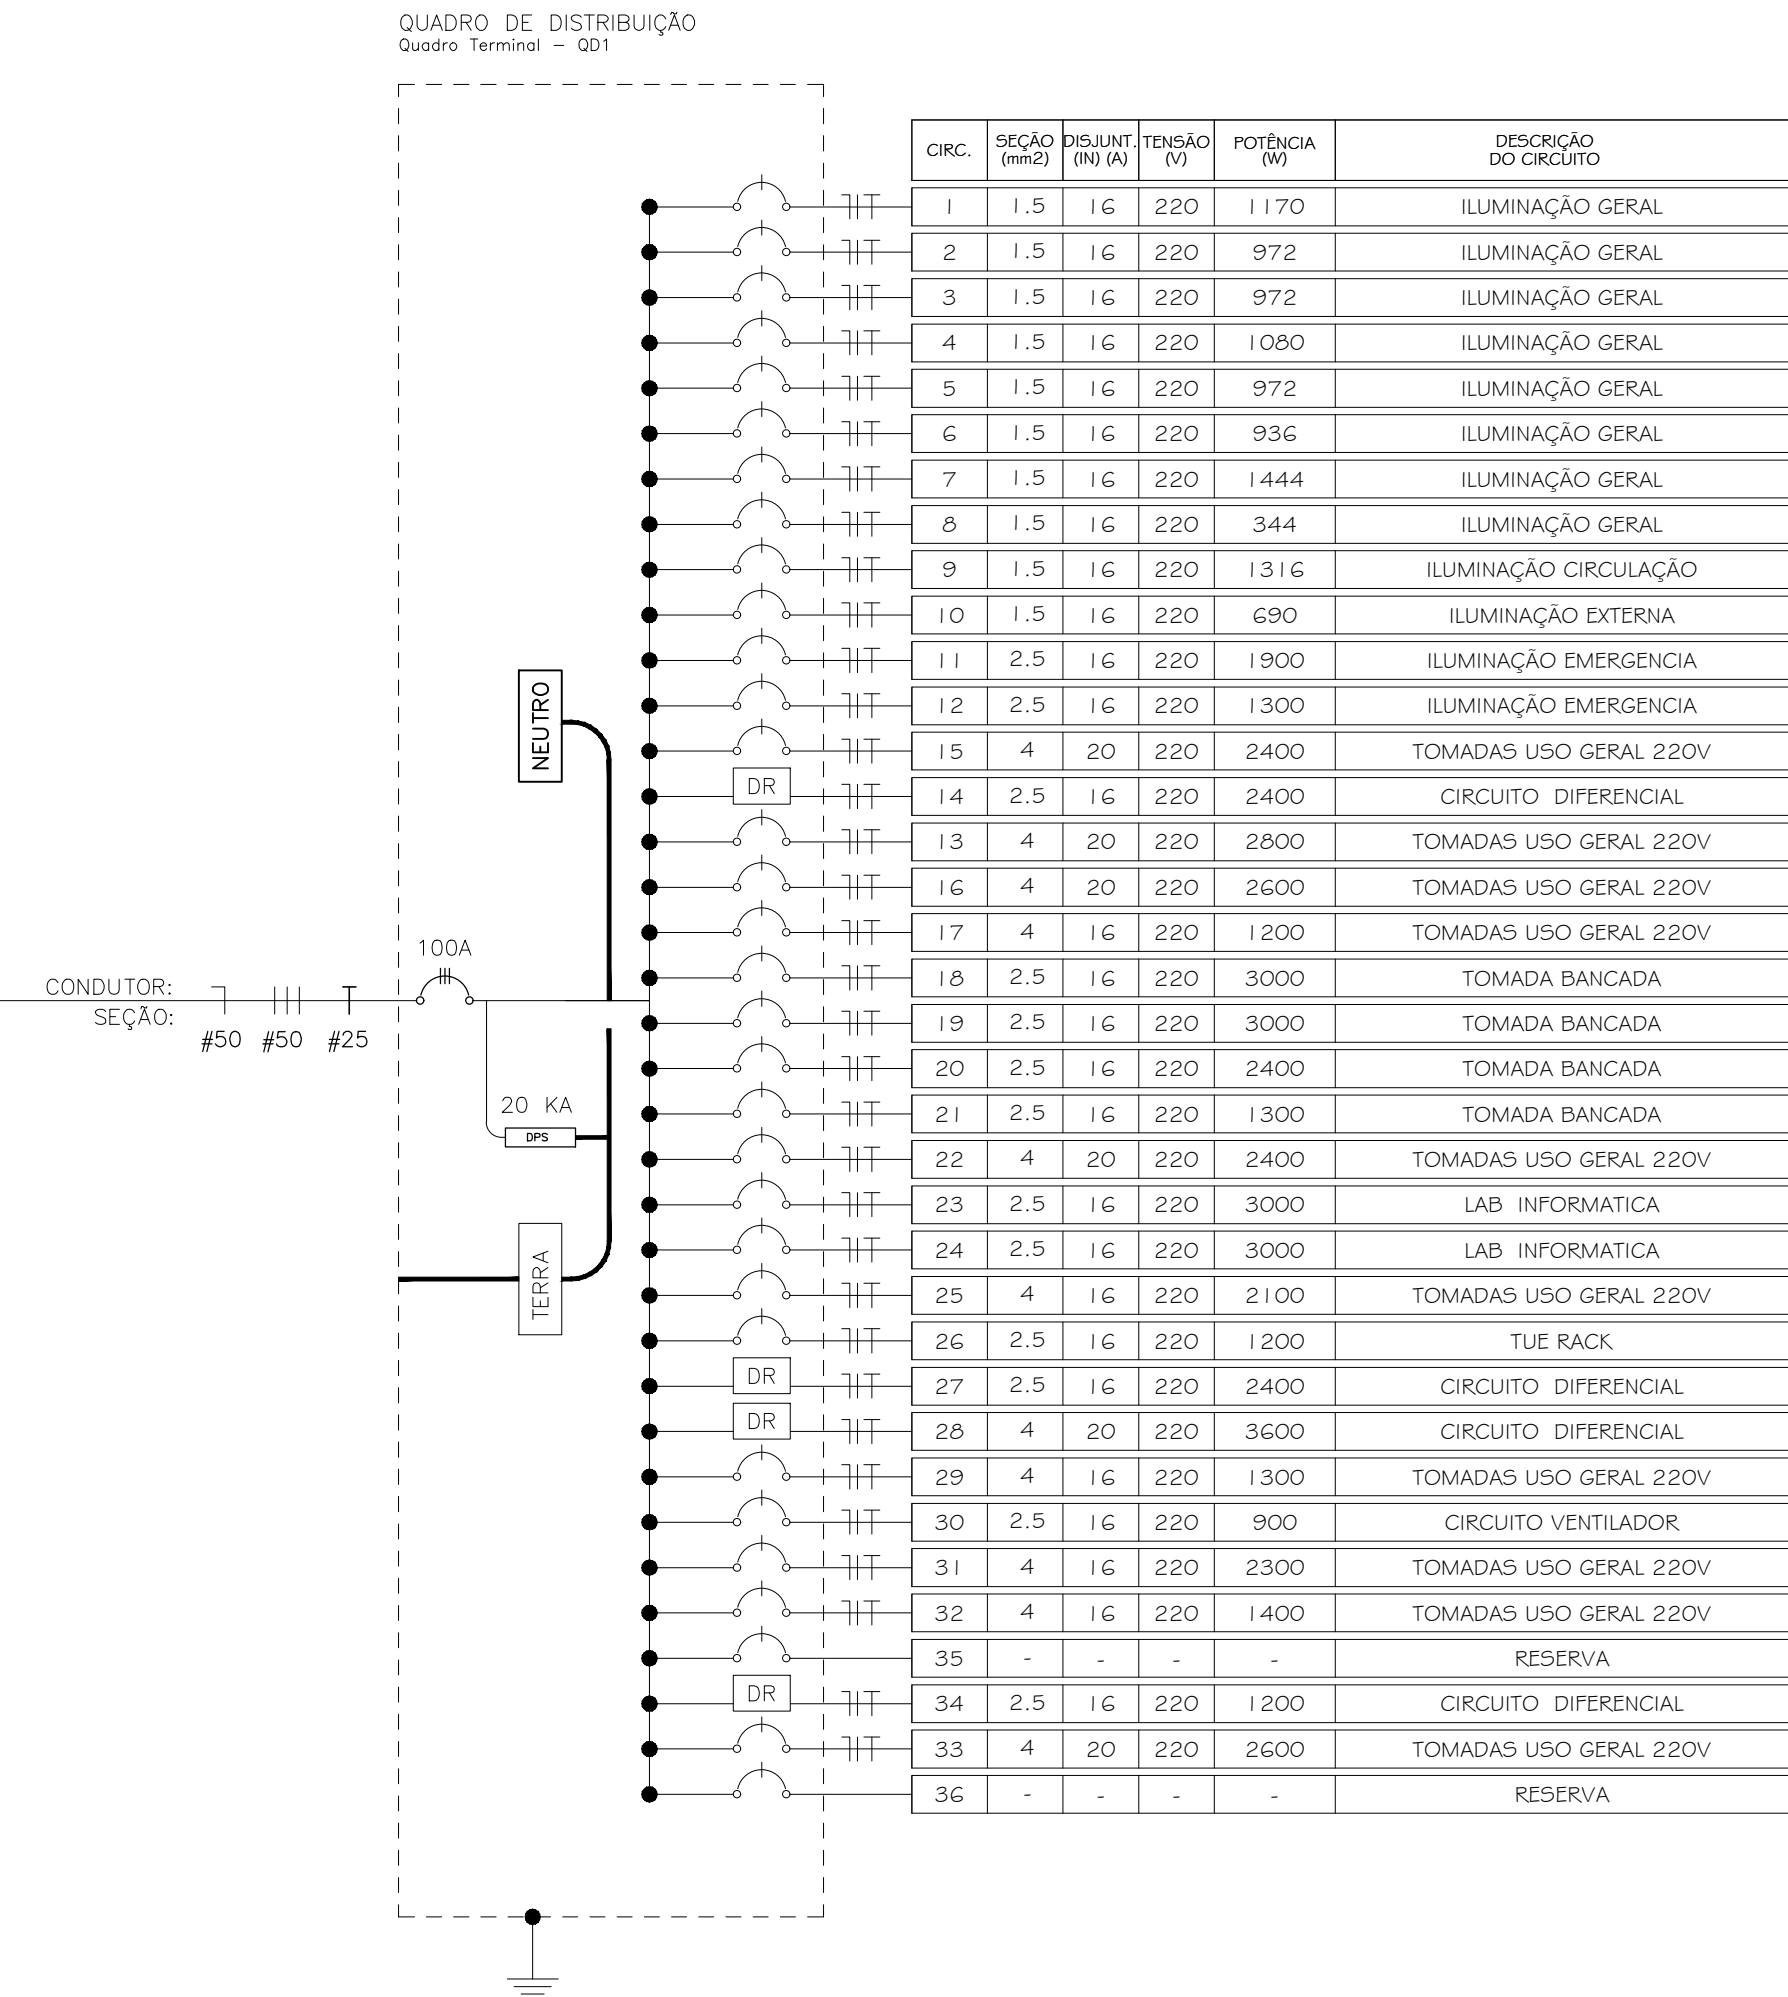 QUADRO DE DISTRIBUIÇÃO
Quadro Terminal - QD1
CIRC. SEÇÃO (mm2) DISJUNT. (IN) (A) TENSÃO (V) POTÊNCIA (W) DESCRIÇÃO DO CIRCUITO
1 1.5 16 220 1170 ILUMINAÇÃO GERAL
2 1.5 16 220 972 ILUMINAÇÃO GERAL
3 1.5 16 220 972 ILUMINAÇÃO GERAL
4 1.5 16 220 1080 ILUMINAÇÃO GERAL
5 1.5 16 220 972 ILUMINAÇÃO GERAL
6 1.5 16 220 936 ILUMINAÇÃO GERAL
7 1.5 16 220 1444 ILUMINAÇÃO GERAL
8 1.5 16 220 344 ILUMINAÇÃO GERAL
9 1.5 16 220 1316 ILUMINAÇÃO CIRCULAÇÃO
10 1.5 16 220 690 ILUMINAÇÃO EXTERNA
11 2.5 16 220 1900 ILUMINAÇÃO EMERGENCIA
12 2.5 16 220 1300 ILUMINAÇÃO EMERGENCIA
15 4 20 220 2400 TOMADAS USO GERAL 220V
DR 14 2.5 16 220 2400 CIRCUITO DIFERENCIAL
13 4 20 220 2800 TOMADAS USO GERAL 220V
16 4 20 220 2600 TOMADAS USO GERAL 220V
17 4 16 220 1200 TOMADAS USO GERAL 220V
18 2.5 16 220 3000 TOMADA BANCADA
19 2.5 16 220 3000 TOMADA BANCADA
20 2.5 16 220 2400 TOMADA BANCADA
21 2.5 16 220 1300 TOMADA BANCADA
22 4 20 220 2400 TOMADAS USO GERAL 220V
23 2.5 16 220 3000 LAB INFORMATICA
24 2.5 16 220 3000 LAB INFORMATICA
25 4 16 220 2100 TOMADAS USO GERAL 220V
26 2.5 16 220 1200 TUE RACK
DR 27 2.5 16 220 2400 CIRCUITO DIFERENCIAL
DR 28 4 20 220 3600 CIRCUITO DIFERENCIAL
29 4 16 220 1300 TOMADAS USO GERAL 220V
30 2.5 16 220 900 CIRCUITO VENTILADOR
31 4 16 220 2300 TOMADAS USO GERAL 220V
32 4 16 220 1400 TOMADAS USO GERAL 220V
35 - - - - RESERVA
DR 34 2.5 16 220 1200 CIRCUITO DIFERENCIAL
33 4 20 220 2600 TOMADAS USO GERAL 220V
36 - - - - RESERVA
NEUTRO
100A
CONDUTOR:
SEÇÃO:
#50 #50 #25
20 KA
DPS
TERRA